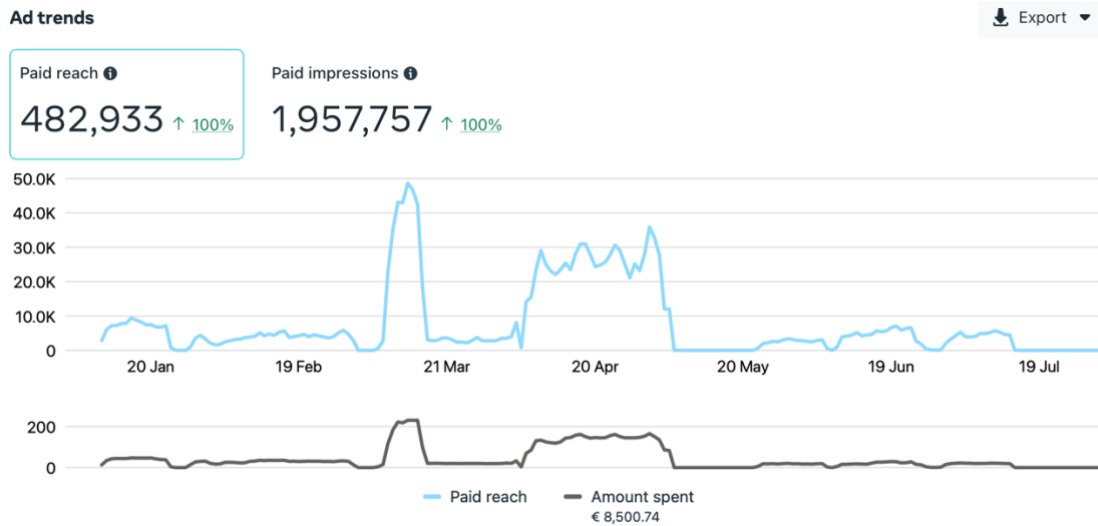 Ad trends
Export
Paid reach
Paid impressions
482,933 ↑ 100%
1,957,757 ↑ 100%
50.0K
40.0K
30.0K
20.0K
10.0K
0
20 Jan 19 Feb 21 Mar 20 Apr 20 May 19 Jun 19 Jul
200
0
Paid reach Amount spent
€ 8,500.74